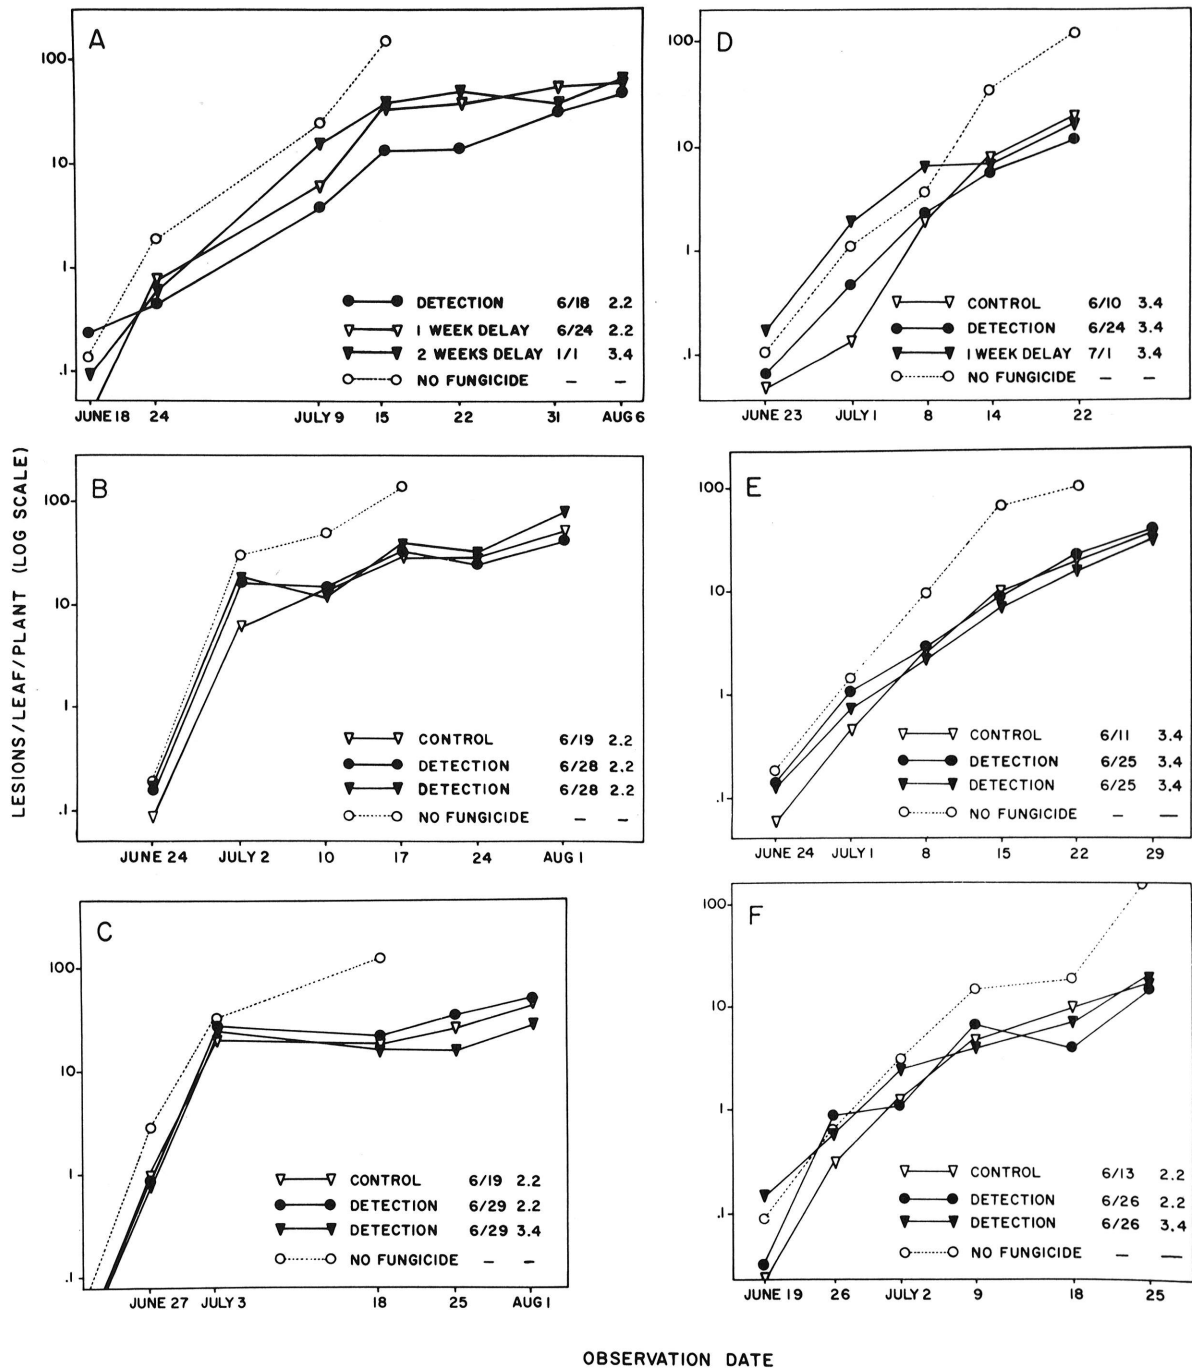 LESIONS/LEAF/PLANT (LOG SCALE)
A
100
10
1
.1
DETECTION 6/18 2.2
1 WEEK DELAY 6/24 2.2
2 WEEKS DELAY 1/1 3.4
NO FUNGICIDE – –
JUNE 18 24 JULY 9 15 22 31 AUG 6
B
100
10
1
.1
CONTROL 6/19 2.2
DETECTION 6/28 2.2
DETECTION 6/28 2.2
NO FUNGICIDE – –
JUNE 24 JULY 2 10 17 24 AUG 1
C
100
10
1
.1
CONTROL 6/19 2.2
DETECTION 6/29 2.2
DETECTION 6/29 3.4
NO FUNGICIDE – –
JUNE 27 JULY 3 18 25 AUG 1
D
100
10
1
.1
CONTROL 6/10 3.4
DETECTION 6/24 3.4
1 WEEK DELAY 7/1 3.4
NO FUNGICIDE – –
JUNE 23 JULY 1 8 14 22
E
100
10
1
.1
CONTROL 6/11 3.4
DETECTION 6/25 3.4
DETECTION 6/25 3.4
NO FUNGICIDE – —
JUNE 24 JULY 1 8 15 22 29
F
100
10
1
.1
CONTROL 6/13 2.2
DETECTION 6/26 2.2
DETECTION 6/26 3.4
NO FUNGICIDE – —
JUNE 19 26 JULY 2 9 18 25
OBSERVATION DATE